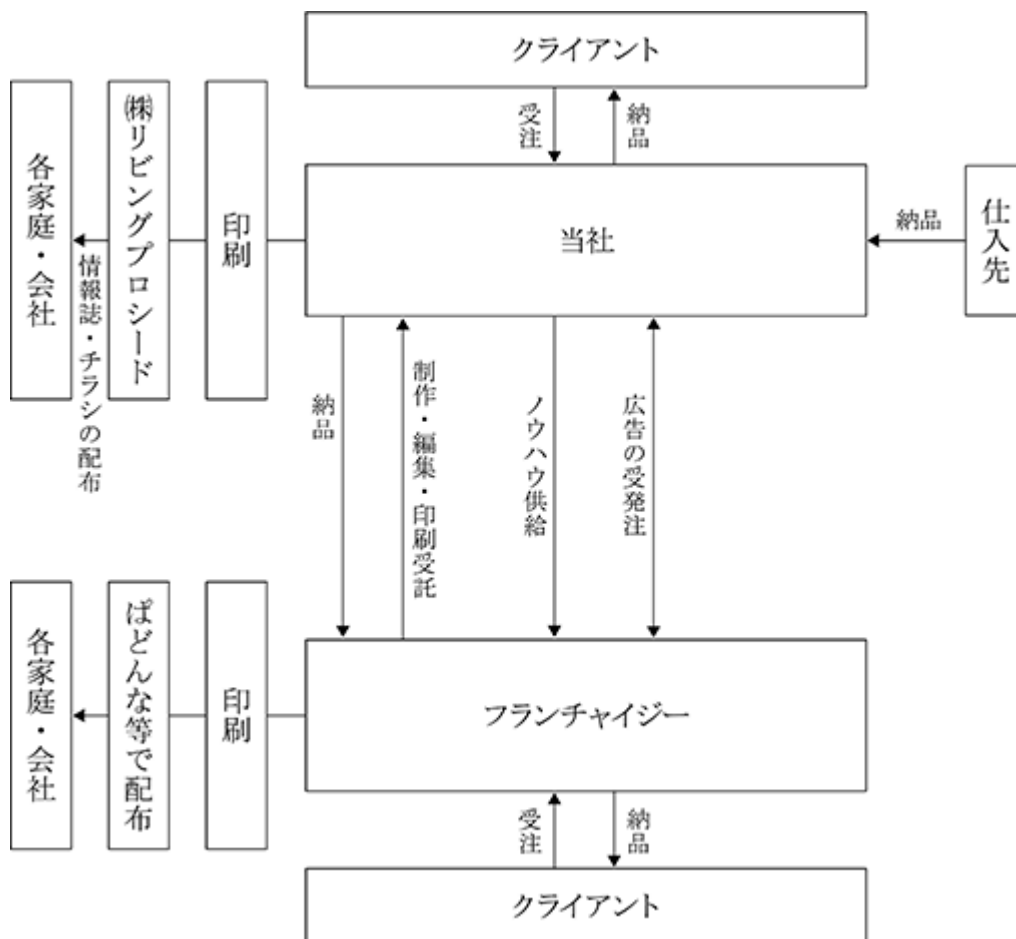 クライアント
受注
納品
各家庭・会社
㈱リビングプロシード
印刷
当社
納品
仕入先
情報誌・チラシの配布
納品
制作・編集・印刷受託
ノウハウ供給
広告の受発注
各家庭・会社
ぱどんな等で配布
印刷
フランチャイジー
受注
納品
クライアント